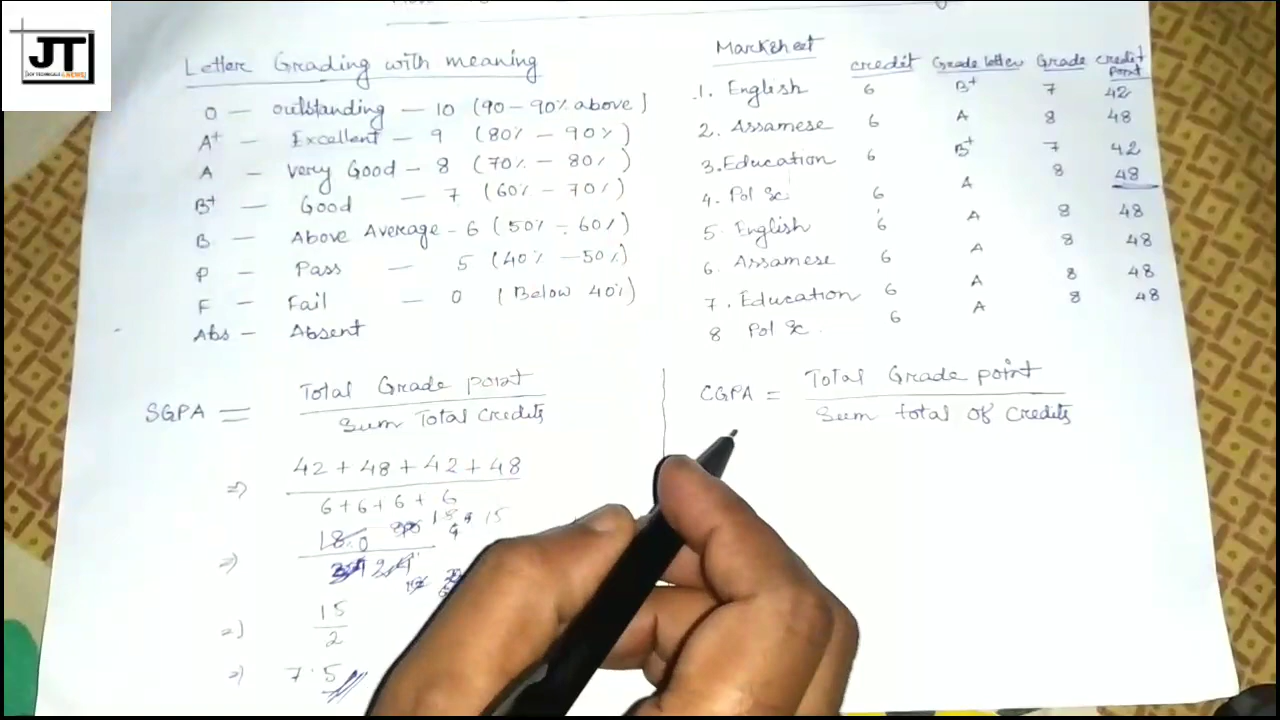 JT
Letter Grading with meaning
O — outstanding — 10 (90 – 90% above)
A+ — Excellent — 9 (80% – 90%)
A — very Good – 8 (70% – 80%)
B+ — Good — 7 (60% – 70%)
B — Above Average – 6 (50% – 60%)
P — Pass — 5 (40% – 50%)
F — Fail — 0 (Below 40%)
Abs — Absent
SGPA = Total Grade point
Sum Total Credits
⇒ 42 + 48 + 42 + 48
6 + 6 + 6 + 6
⇒ 180
24
15
⇒ 15
2
⇒ 7.5
Marksheet credit Grade letter Grade credit point
1. English 6 B+ 7 42
2. Assamese 6 A 8 48
3. Education 6 B+ 7 42
4. Pol Sc 6 A 8 48
5. English 6 A 8 48
6. Assamese 6 A 8 48
7. Education 6 A 8 48
8 Pol Sc. 6 A 8 48
CGPA = Total Grade point
Sum total of Credits